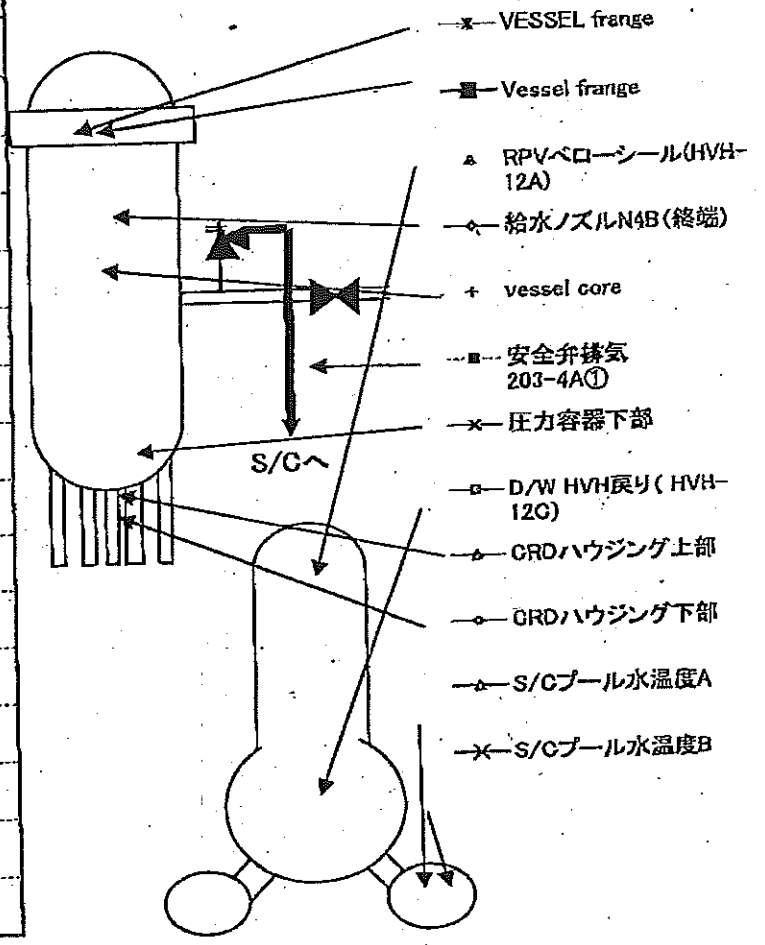 VESSEL frange
Vessel frange
RPVベローシール(HVH-
12A)
給水ノズルN4B(終端)
vessel core
安全弁排気
203-4A①
圧力容器下部
S/Cへ
D/W HVH戻り( HVH-
12C)
CRDハウジング上部
CRDハウジング下部
S/Cプール水温度A
S/Cプール水温度B